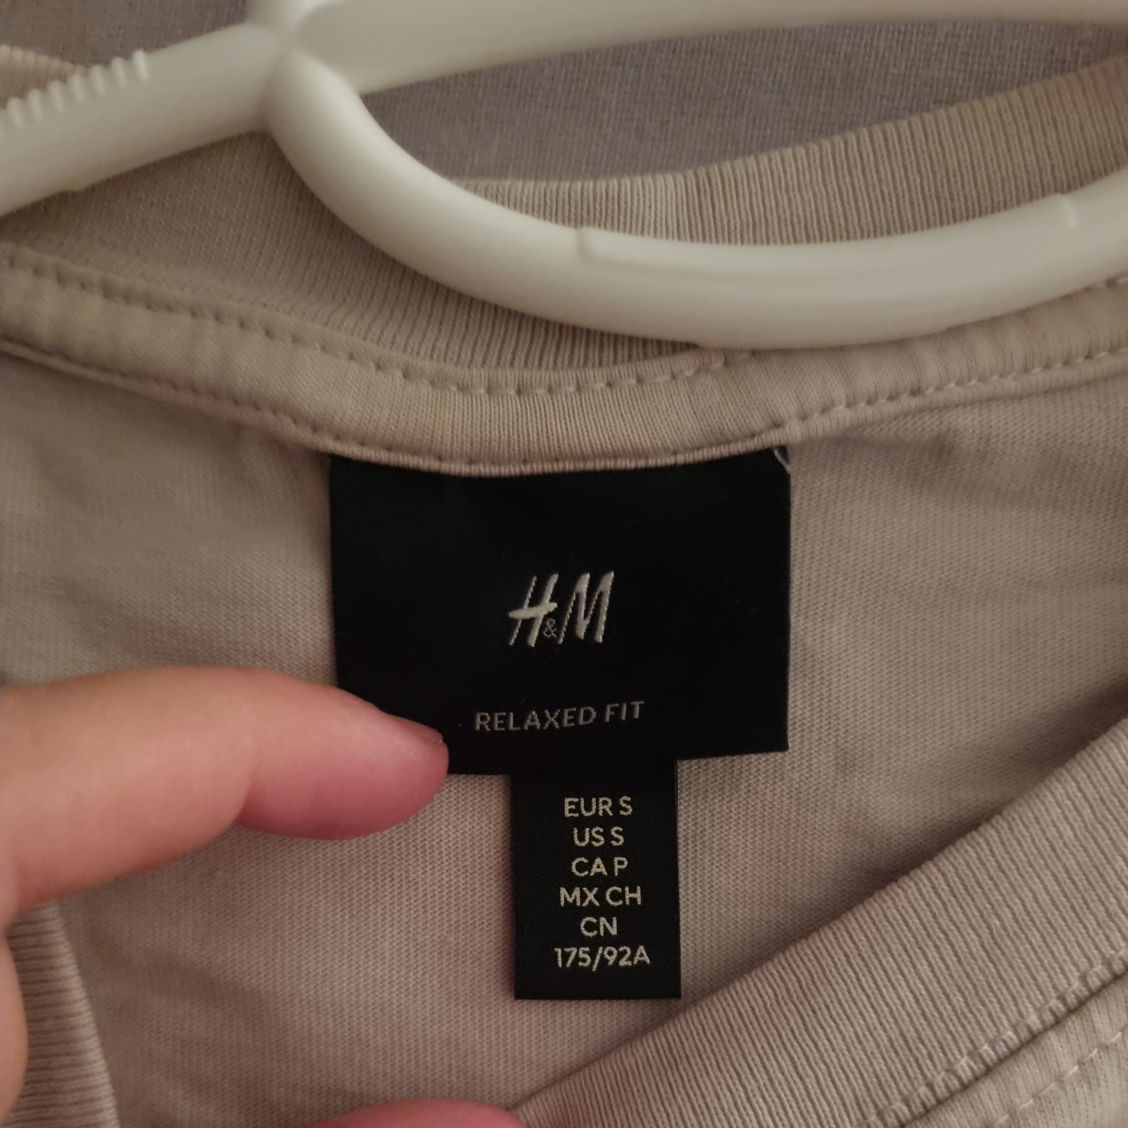 H&M
RELAXED FIT
EUR S
US S
CA P
MX CH
CN
175/92A